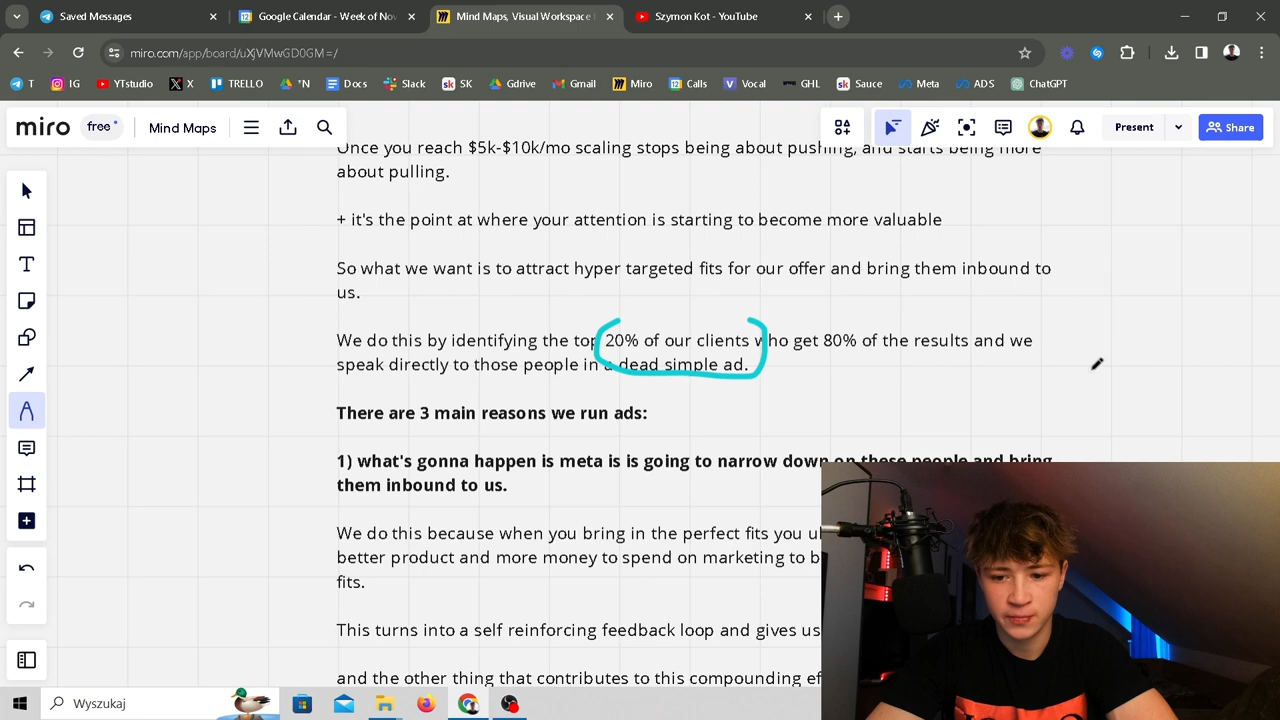 Saved Messages
Google Calendar - Week of Nov
Mind Maps, Visual Workspace
Szymon Kot - YouTube
miro.com/app/board/uXjVMwGD0GM=/
T IG YTstudio X TRELLO *N Docs Slack SK Gdrive Gmail Miro Calls Vocal GHL Sauce Meta ADS ChatGPT
miro free Mind Maps Present Share
Once you reach $5k-$10k/mo scaling stops being about pushing, and starts being more
about pulling.
+ it's the point at where your attention is starting to become more valuable
So what we want is to attract hyper targeted fits for our offer and bring them inbound to
us.
We do this by identifying the top 20% of our clients who get 80% of the results and we
speak directly to those people in a dead simple ad.
There are 3 main reasons we run ads:
1) what's gonna happen is meta is is going to narrow down on these people and bring
them inbound to us.
We do this because when you bring in the perfect fits you
better product and more money to spend on marketing to
fits.
This turns into a self reinforcing feedback loop and gives us
and the other thing that contributes to this compounding
Wyszukaj